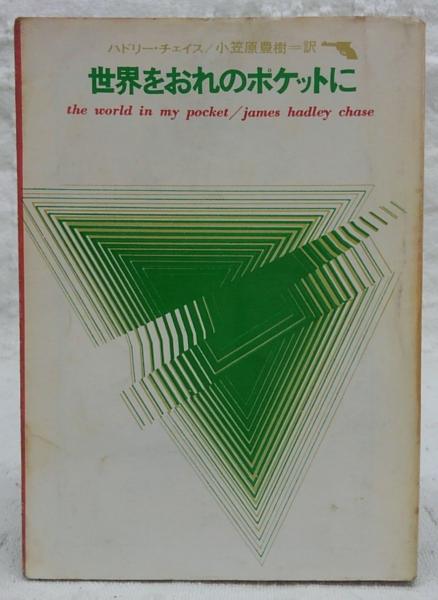 ハドリー・チェイス/小笠原豊樹=訳
世界をおれのポケットに
the world in my pocket/james hadley chase